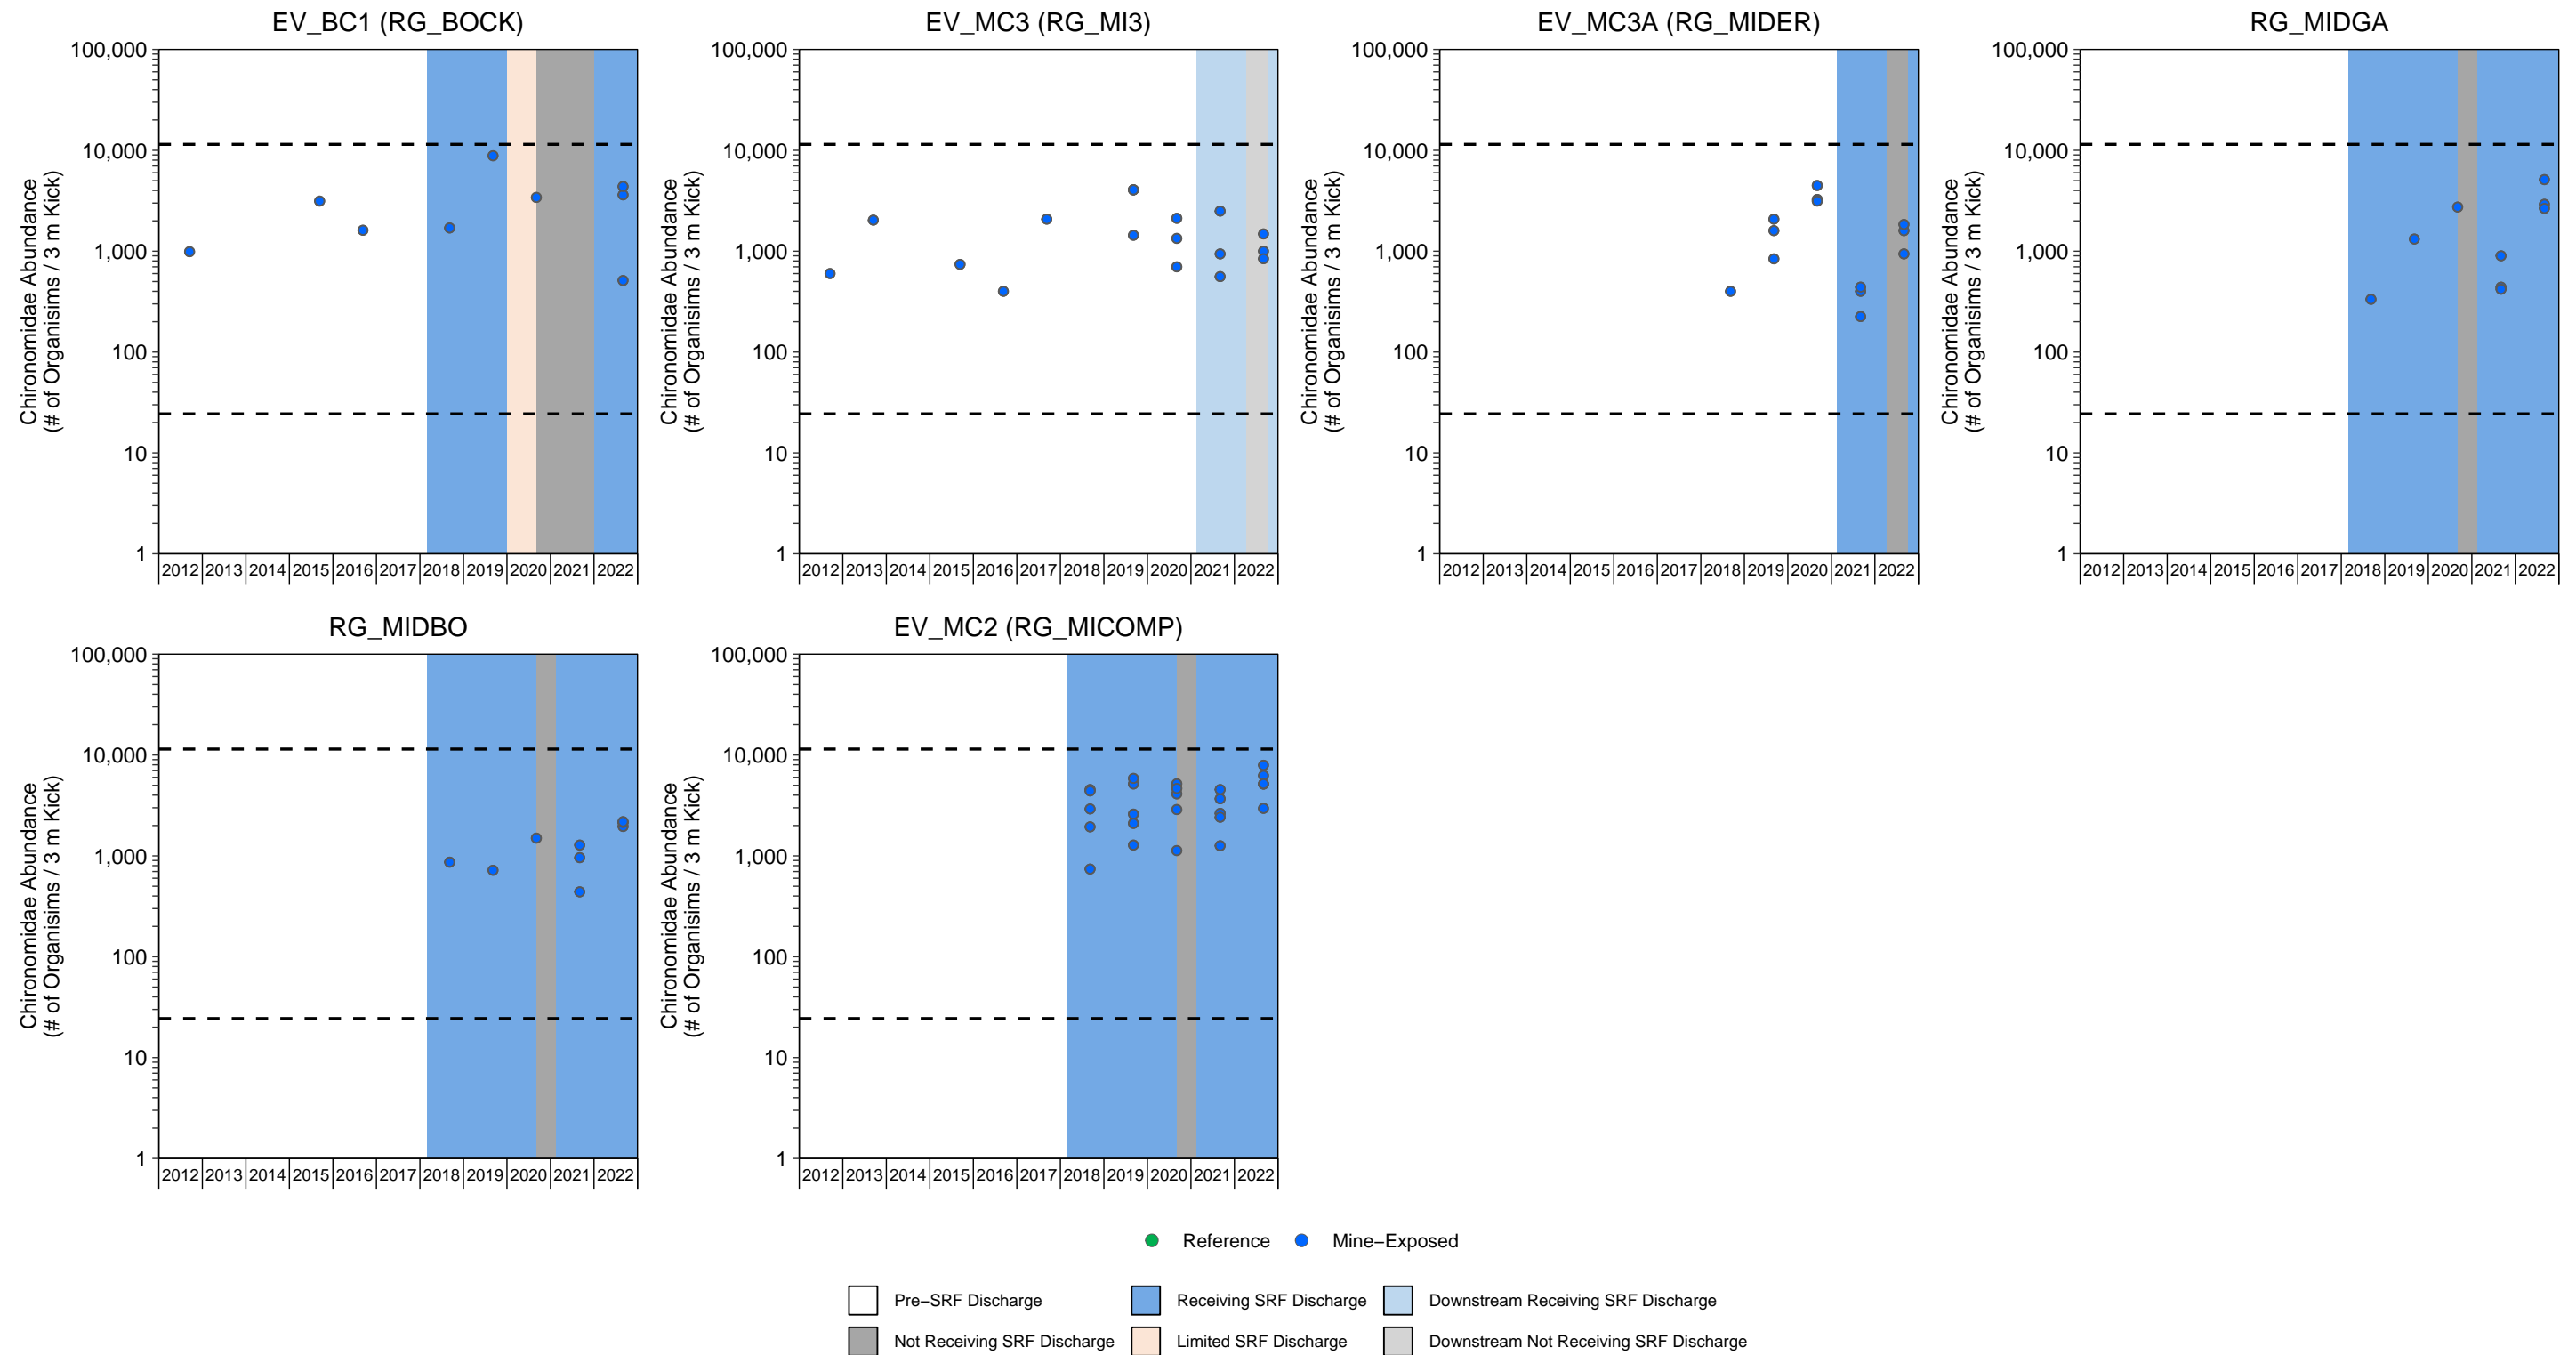 EV_BC1 (RG_BOCK)
EV_MC3 (RG_MI3)
EV_MC3A (RG_MIDER)
RG_MIDGA
Chironomidae Abundance
(# of Organisims / 3 m Kick)
100,000
10,000
1,000
100
10
1
2012 2013 2014 2015 2016 2017 2018 2019 2020 2021 2022
Chironomidae Abundance
(# of Organisims / 3 m Kick)
100,000
10,000
1,000
100
10
1
2012 2013 2014 2015 2016 2017 2018 2019 2020 2021 2022
Chironomidae Abundance
(# of Organisims / 3 m Kick)
100,000
10,000
1,000
100
10
1
2012 2013 2014 2015 2016 2017 2018 2019 2020 2021 2022
Chironomidae Abundance
(# of Organisims / 3 m Kick)
100,000
10,000
1,000
100
10
1
2012 2013 2014 2015 2016 2017 2018 2019 2020 2021 2022
RG_MIDBO
EV_MC2 (RG_MICOMP)
Chironomidae Abundance
(# of Organisims / 3 m Kick)
100,000
10,000
1,000
100
10
1
2012 2013 2014 2015 2016 2017 2018 2019 2020 2021 2022
Chironomidae Abundance
(# of Organisims / 3 m Kick)
100,000
10,000
1,000
100
10
1
2012 2013 2014 2015 2016 2017 2018 2019 2020 2021 2022
Reference Mine−Exposed
Pre−SRF Discharge Receiving SRF Discharge Downstream Receiving SRF Discharge
Not Receiving SRF Discharge Limited SRF Discharge Downstream Not Receiving SRF Discharge